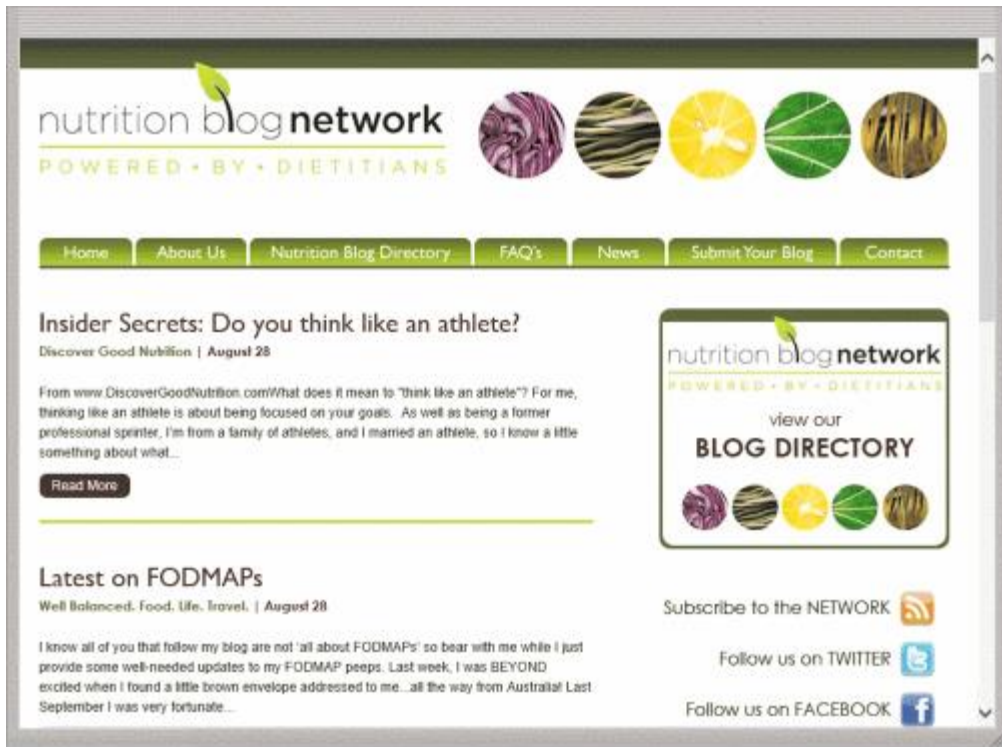 nutrition blog network
POWERED • BY • DIETITIANS
Home About Us Nutrition Blog Directory FAQ's News Submit Your Blog Contact
Insider Secrets: Do you think like an athlete?
Discover Good Nutrition | August 28
From www.DiscoverGoodNutrition.comWhat does it mean to "think like an athlete"? For me,
thinking like an athlete is about being focused on your goals. As well as being a former
professional sprinter, I'm from a family of athletes, and I married an athlete, so I know a little
something about what...
Read More
Latest on FODMAPs
Well Balanced. Food. Life. Travel. | August 28
I know all of you that follow my blog are not 'all about FODMAPs' so bear with me while I just
provide some well-needed updates to my FODMAP peeps. Last week, I was BEYOND
excited when I found a little brown envelope addressed to me...all the way from Australia! Last
September I was very fortunate...
nutrition blog network
POWERED • BY • DIETITIANS
view our
BLOG DIRECTORY
Subscribe to the NETWORK
Follow us on TWITTER
Follow us on FACEBOOK